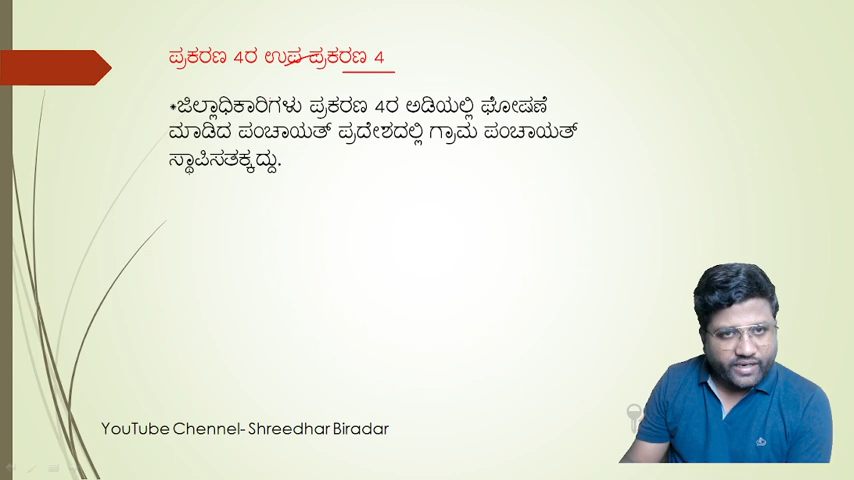 ಪ್ರಕರಣ 4ರ ಉಪ ಪ್ರಕರಣ 4
*ಜಿಲ್ಲಾಧಿಕಾರಿಗಳು ಪ್ರಕರಣ 4ರ ಅಡಿಯಲ್ಲಿ ಘೋಷಣೆ
ಮಾಡಿದ ಪಂಚಾಯತ್ ಪ್ರದೇಶದಲ್ಲಿ ಗ್ರಾಮ ಪಂಚಾಯತ್
ಸ್ಥಾಪಿಸತಕ್ಕದ್ದು.
YouTube Chennel- Shreedhar Biradar